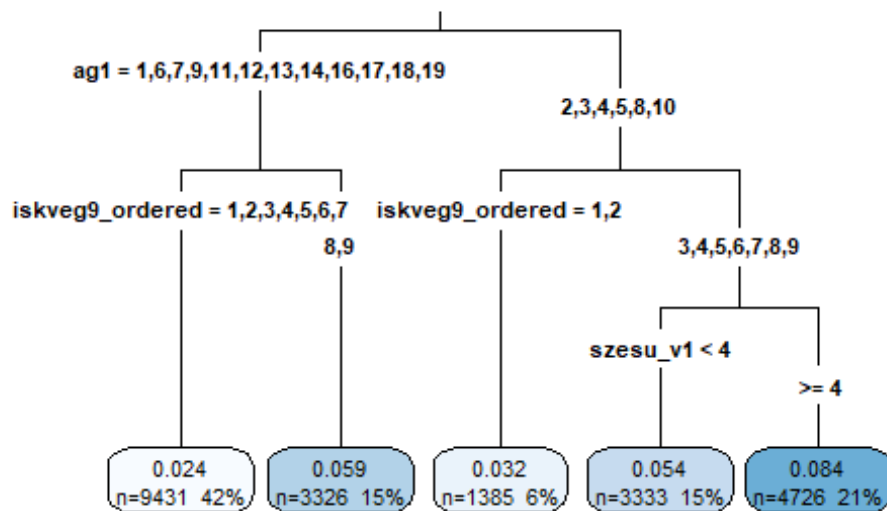 ag1 = 1,6,7,9,11,12,13,14,16,17,18,19
2,3,4,5,8,10
iskveg9_ordered = 1,2,3,4,5,6,7
iskveg9_ordered = 1,2
8,9
3,4,5,6,7,8,9
szesu_v1 < 4
>= 4
0.024
n=9431 42%
0.059
n=3326 15%
0.032
n=1385 6%
0.054
n=3333 15%
0.084
n=4726 21%